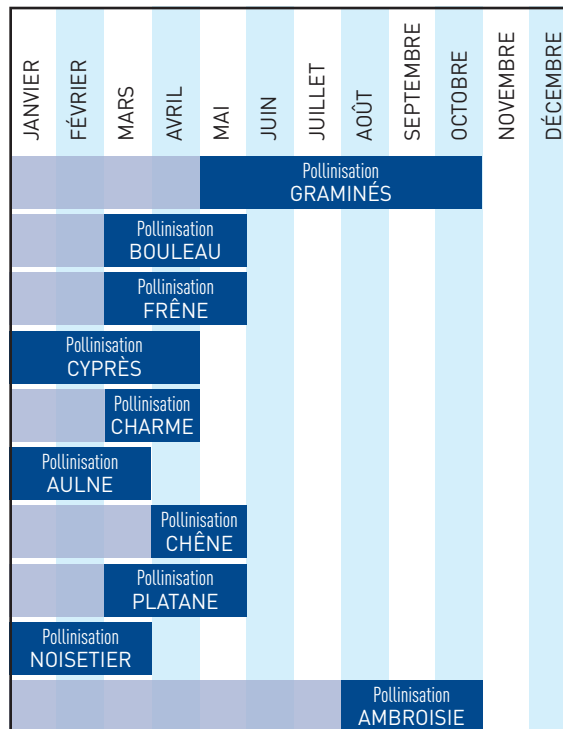 JANVIER
FÉVRIER
MARS
AVRIL
MAI
JUIN
JUILLET
AOÛT
SEPTEMBRE
OCTOBRE
NOVEMBRE
DÉCEMBRE
Pollinisation
GRAMINÉS
Pollinisation
BOULEAU
Pollinisation
FRÊNE
Pollinisation
CYPRÈS
Pollinisation
CHARME
Pollinisation
AULNE
Pollinisation
CHÊNE
Pollinisation
PLATANE
Pollinisation
NOISETIER
Pollinisation
AMBROISIE